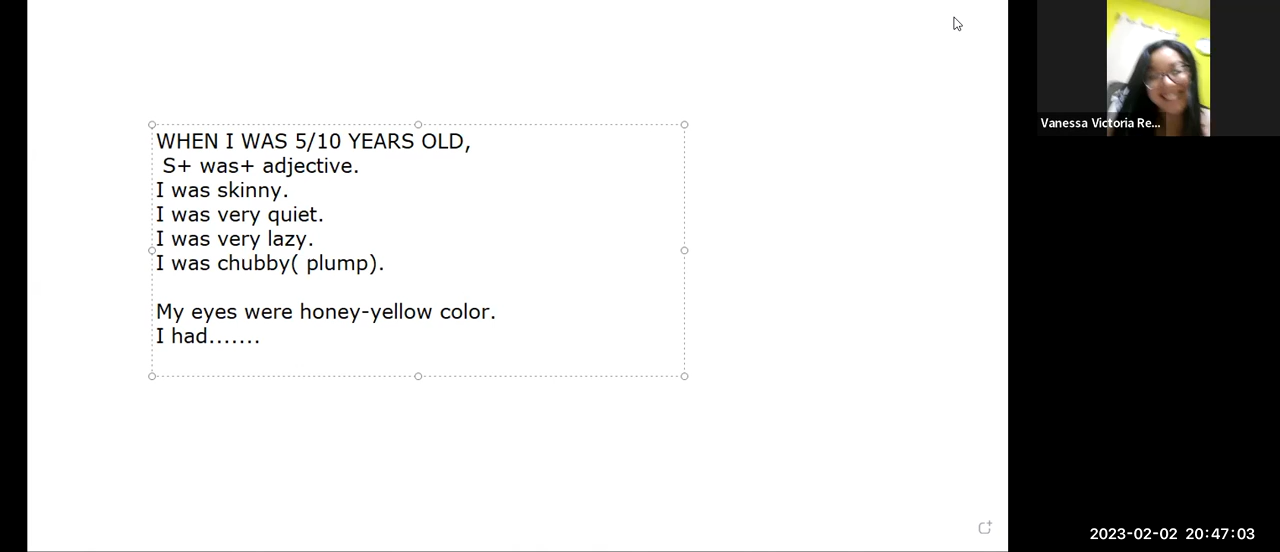 WHEN I WAS 5/10 YEARS OLD,
S+ was+ adjective.
I was skinny.
I was very quiet.
I was very lazy.
I was chubby( plump).
My eyes were honey-yellow color.
I had.......
Vanessa Victoria Re...
2023-02-02 20:47:03